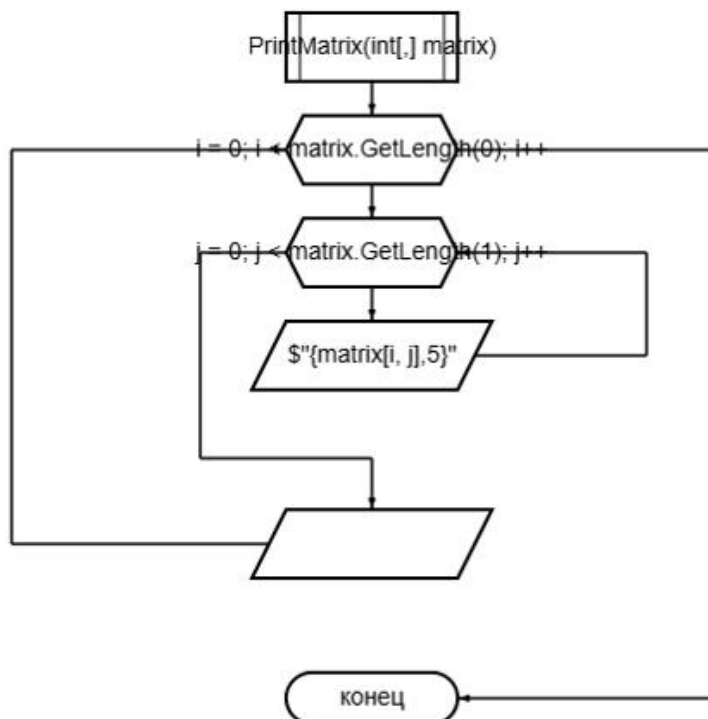 PrintMatrix(int[,] matrix)
i = 0; i < matrix.GetLength(0); i++
j = 0; j < matrix.GetLength(1); j++
$"{matrix[i, j],5}"
конец